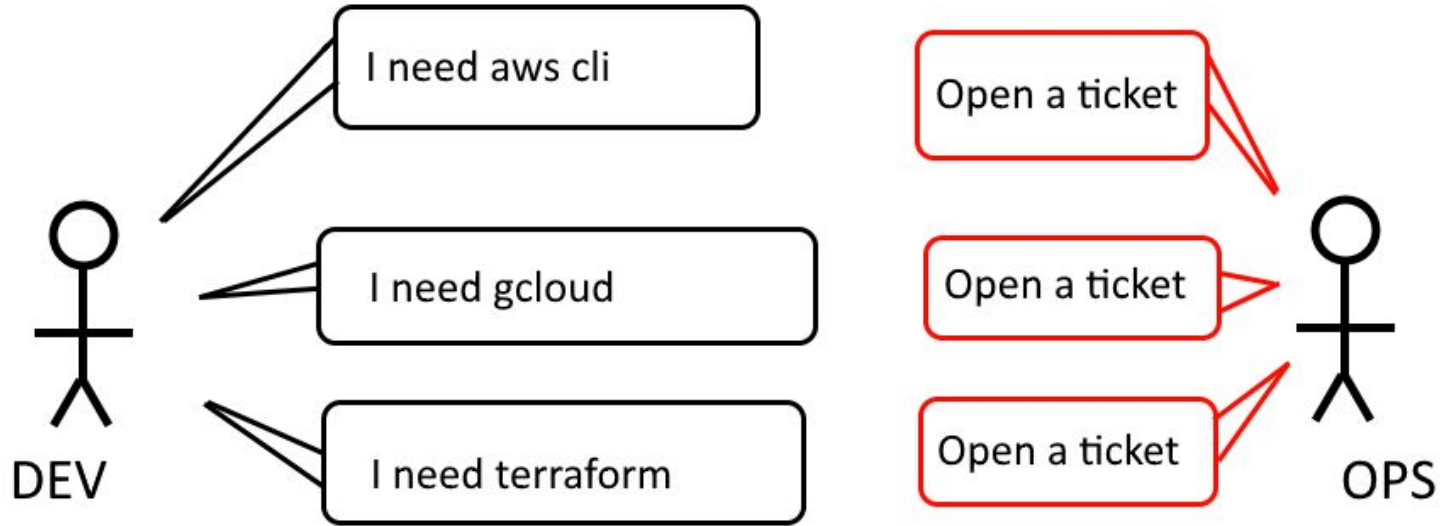 I need aws cli
Open a ticket
I need gcloud
Open a ticket
I need terraform
Open a ticket
DEV
OPS